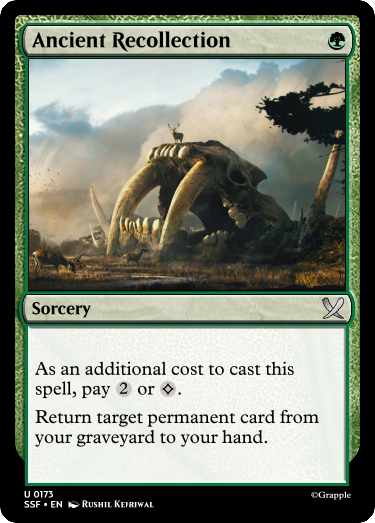 Ancient Recollection
Sorcery
As an additional cost to cast this
spell, pay 2 or ◇.
Return target permanent card from
your graveyard to your hand.
U 0173
SSF • EN Rushil Kejriwal
©Grapple